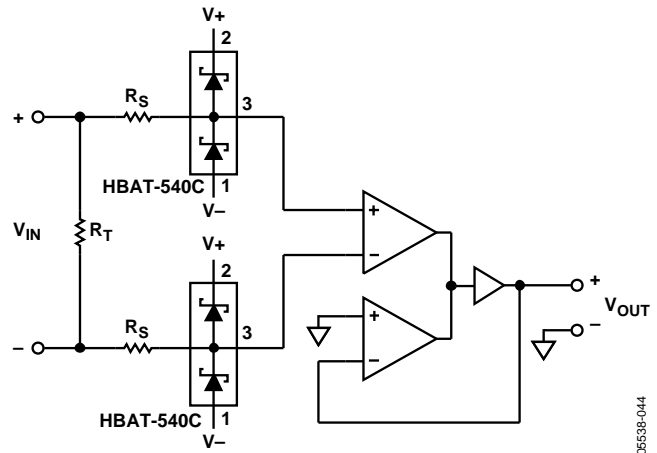 V+
2
RS
3
+
1
HBAT-540C
V–
+
–
VIN
RT
V+
2
+
–
+
–
VOUT
RS
3
–
1
HBAT-540C
V–
05538-044